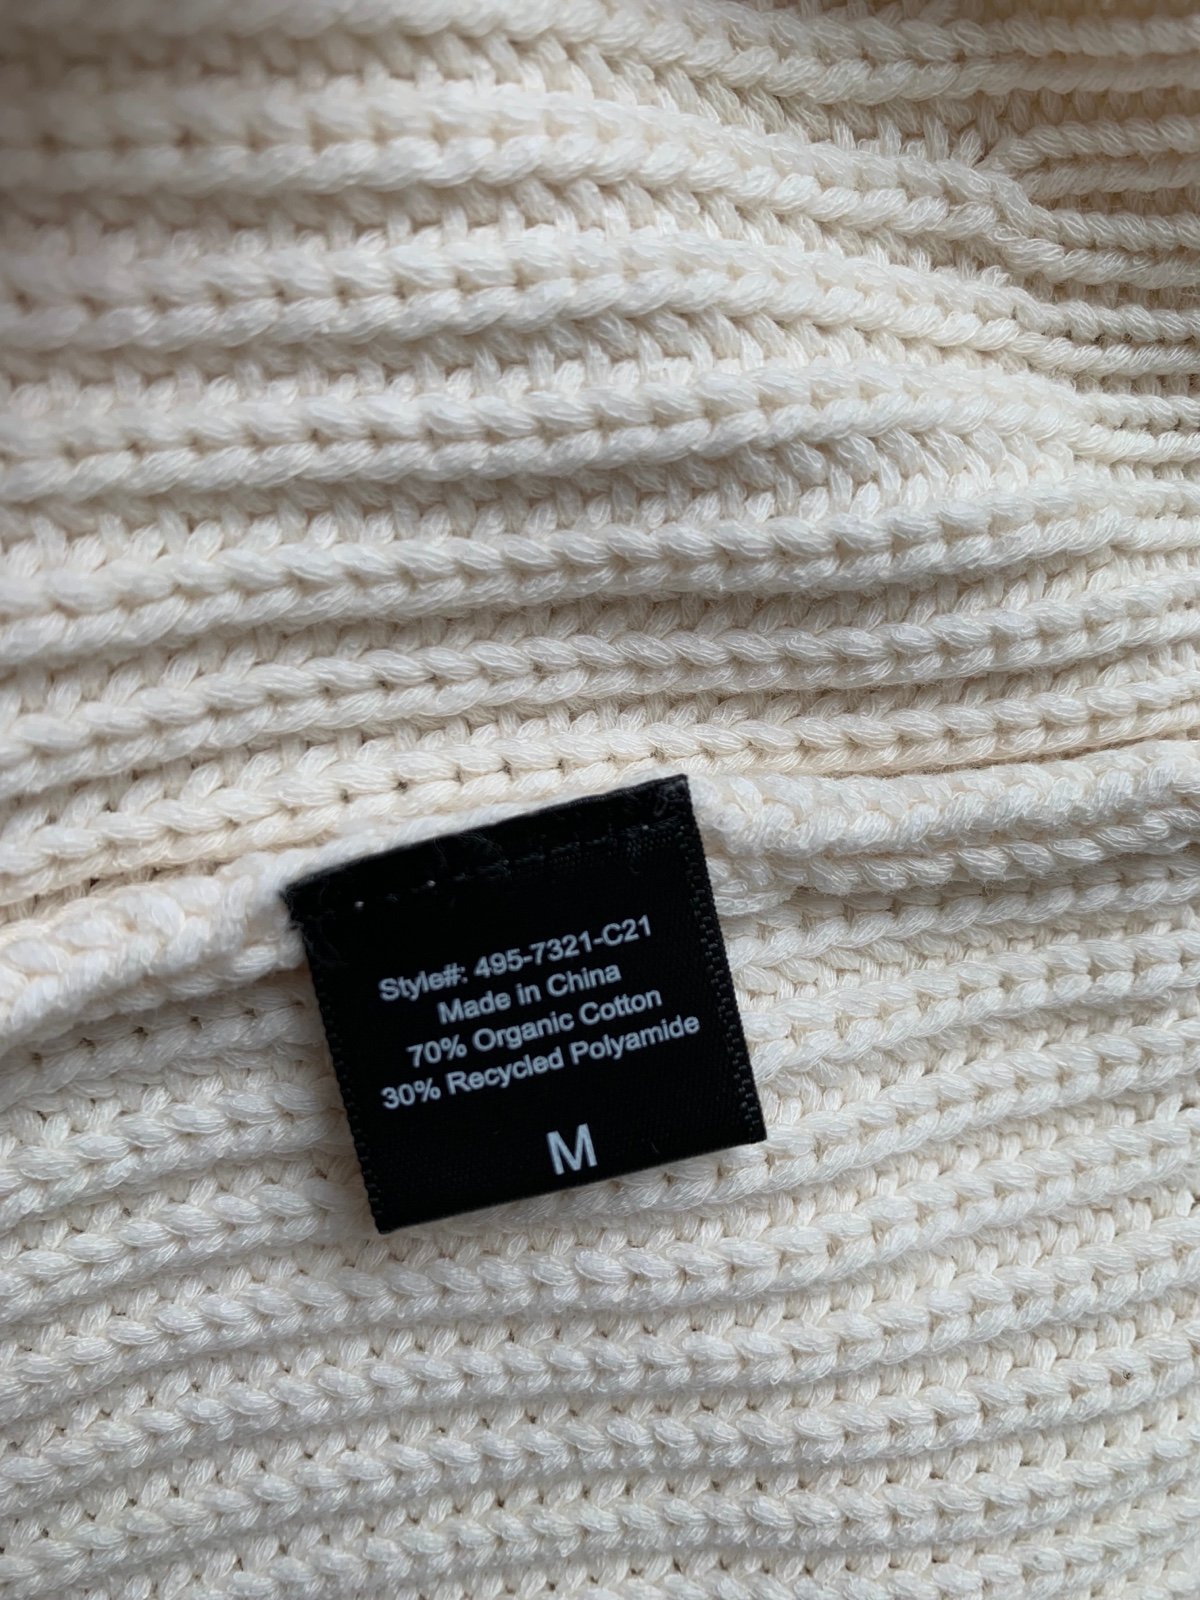 Style#: 495-7321-C21
Made in China
70% Organic Cotton
30% Recycled Polyamide
M